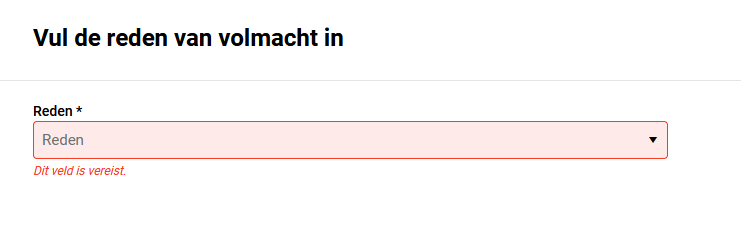 Vul de reden van volmacht in
Reden *
Reden
Dit veld is vereist.